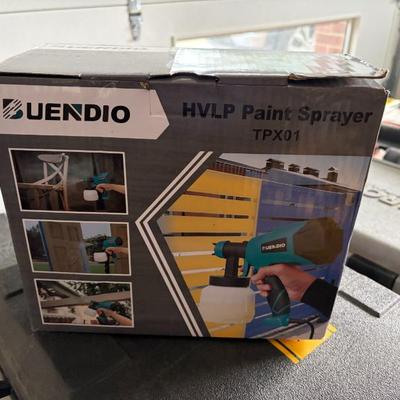 BUENDIO
HVLP Paint Sprayer
TPX01
BUENDIO